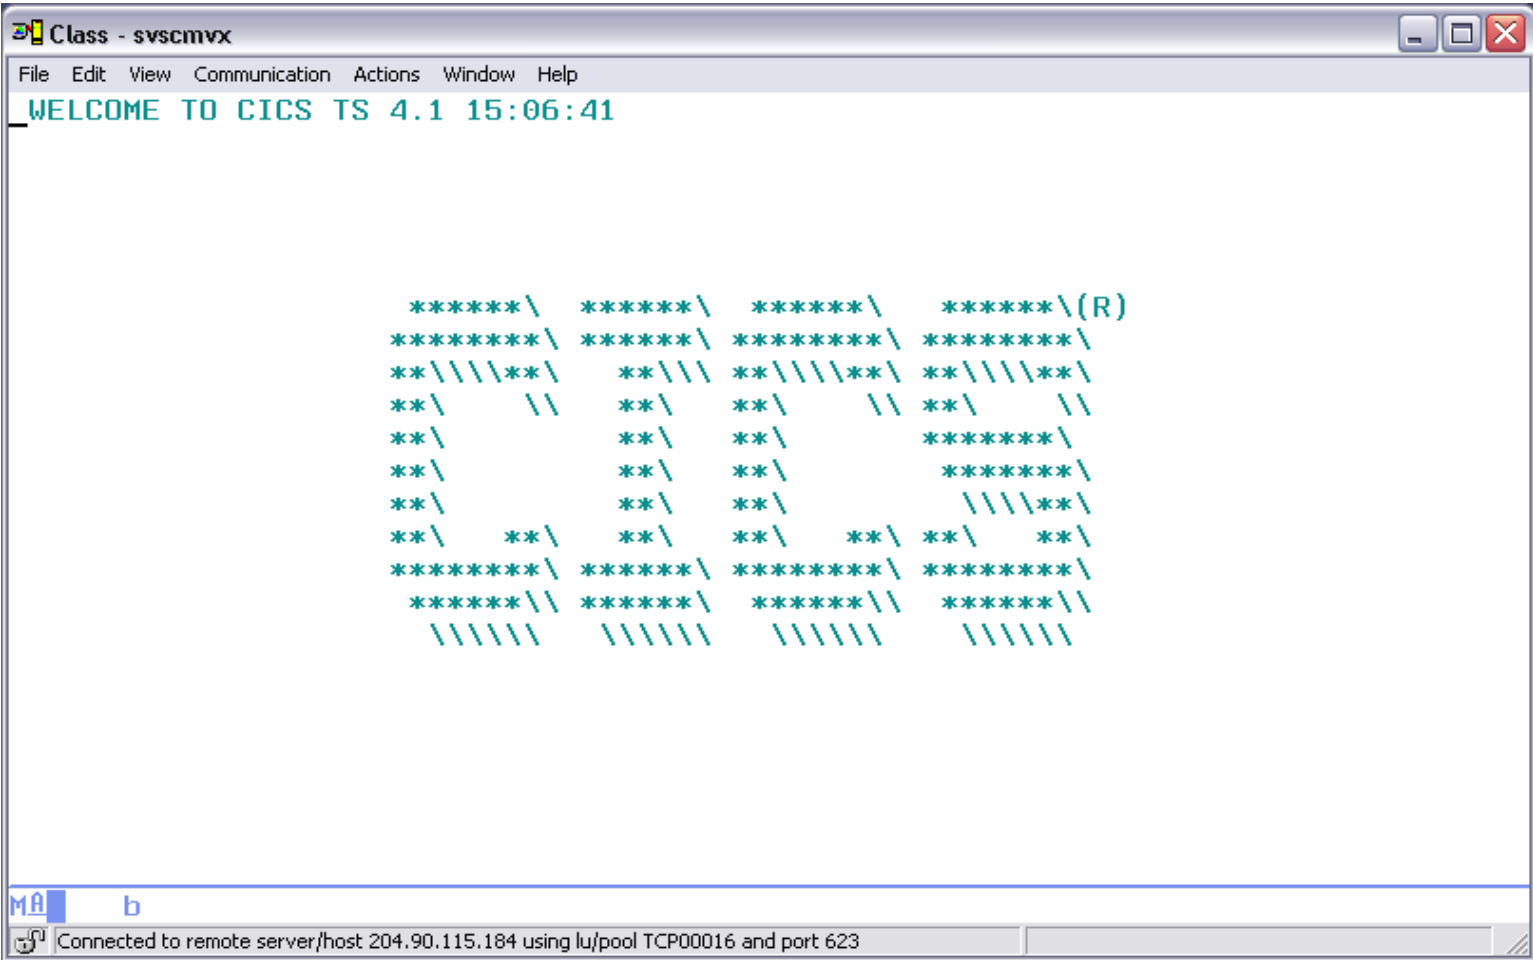 Class - svscmvx
File Edit View Communication Actions Window Help
WELCOME TO CICS TS 4.1 15:06:41
******\  ******\  ******\   ******\(R)
********\ ******\ ********\ ********\
**\\\\**\   **\\\ **\\\\**\ **\\\\**\
**\    \\   **\   **\    \\ **\    \\
**\         **\   **\       *******\
**\         **\   **\        *******\
**\         **\   **\         \\\\**\
**\   **\   **\   **\   **\ **\   **\
********\ ******\ ********\ ********\
******\\ ******\  ******\\  ******\\
\\\\\\  \\\\\\   \\\\\\    \\\\\\
MA b
Connected to remote server/host 204.90.115.184 using lu/pool TCP00016 and port 623